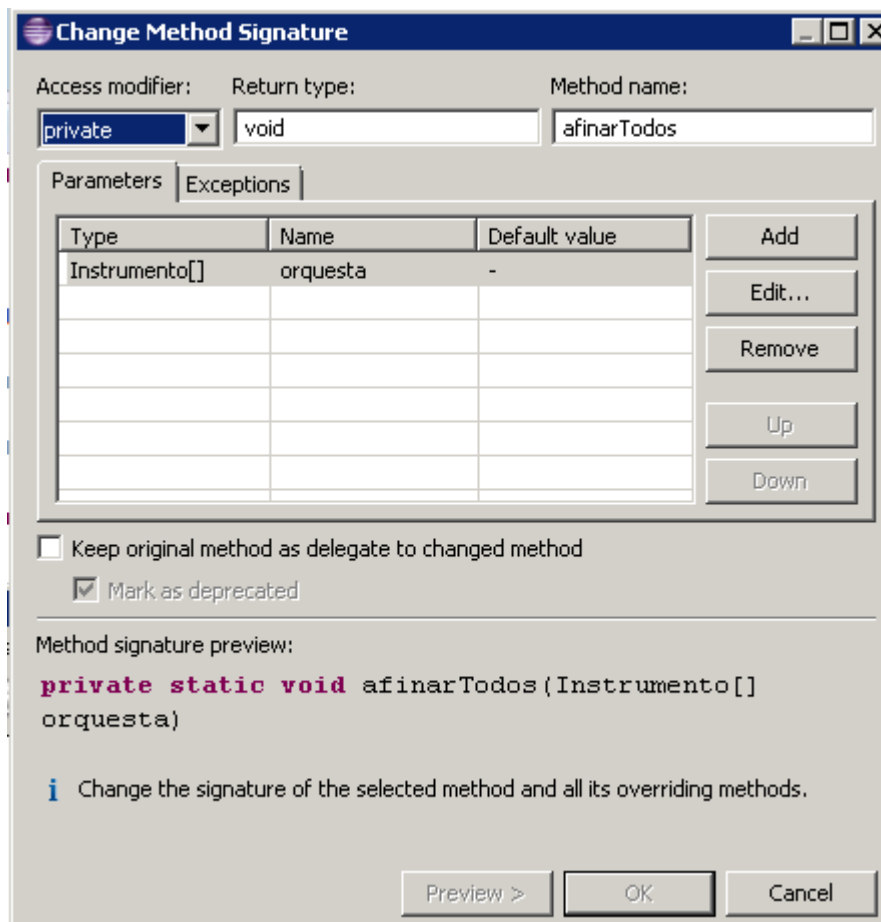 Change Method Signature
Access modifier: Return type: Method name:
private void afinarTodos
Parameters Exceptions
Type Name Default value
Instrumento[] orquesta -
Add
Edit...
Remove
Up
Down
Keep original method as delegate to changed method
Mark as deprecated
Method signature preview:
private static void afinarTodos(Instrumento[]
orquesta)
i Change the signature of the selected method and all its overriding methods.
Preview > OK Cancel